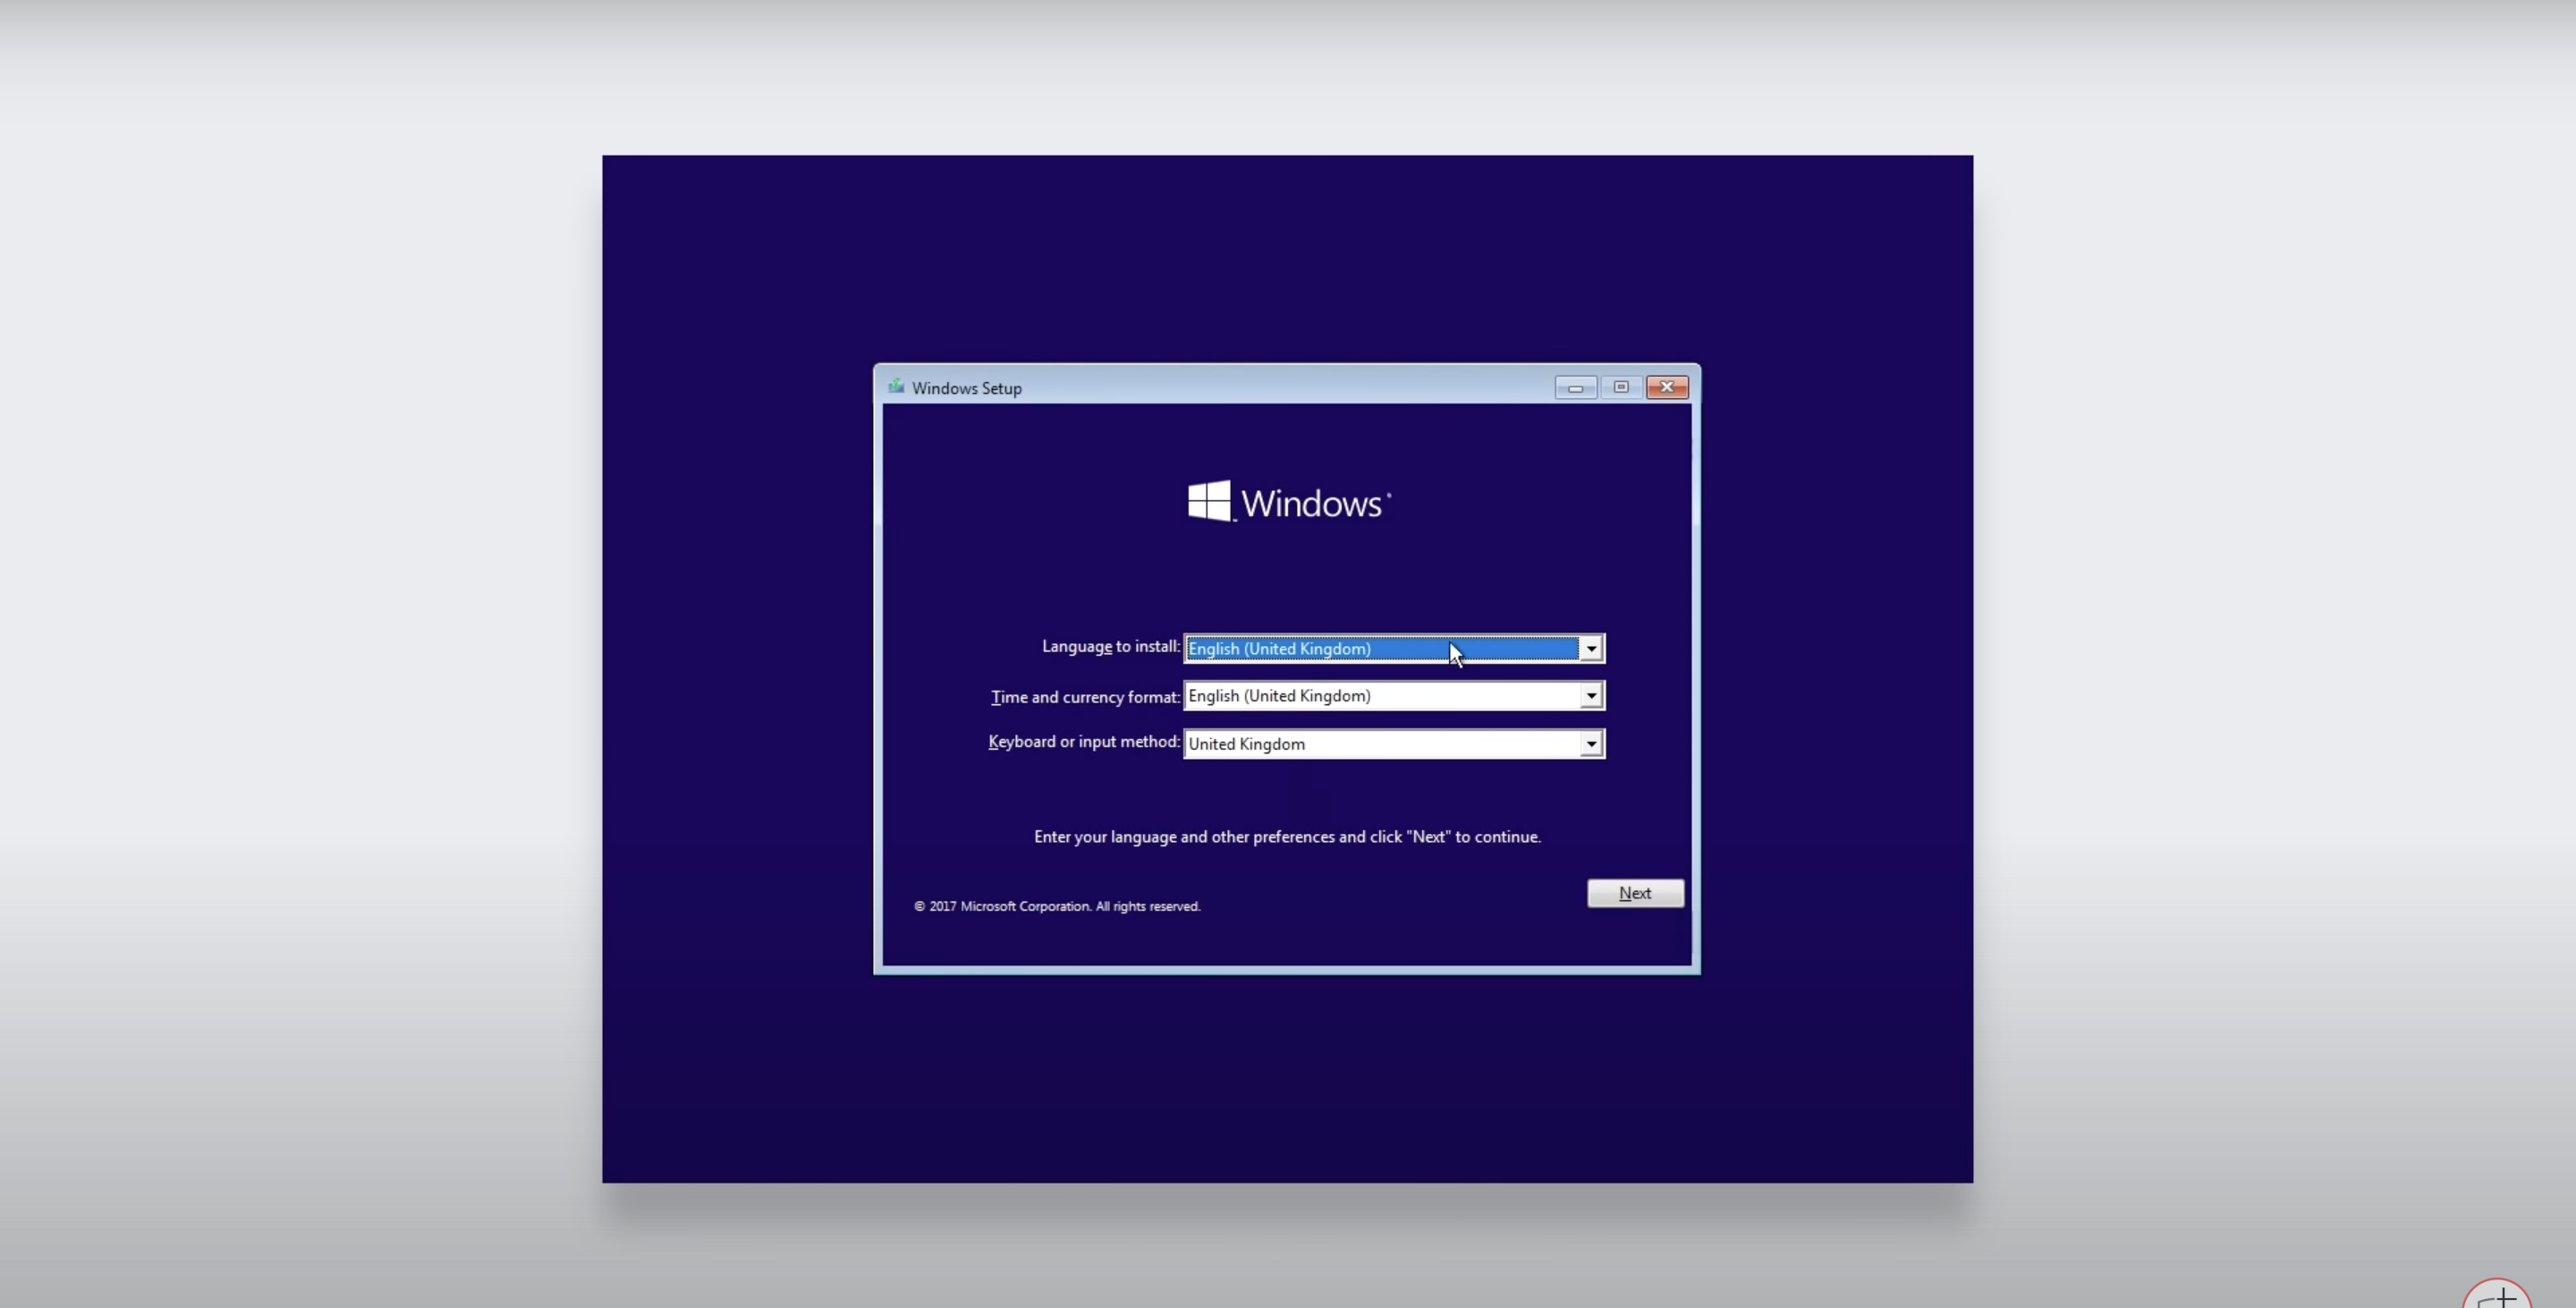 Windows Setup
Windows
Language to install: English (United Kingdom)
Time and currency format: English (United Kingdom)
Keyboard or input method: United Kingdom
Enter your language and other preferences and click "Next" to continue.
Next
© 2017 Microsoft Corporation. All rights reserved.